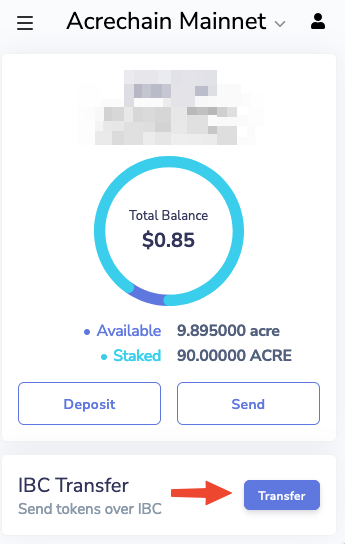 Acrechain Mainnet
Total Balance
$0.85
Available 9.895000 acre
Staked 90.00000 ACRE
Deposit Send
IBC Transfer
Send tokens over IBC
Transfer